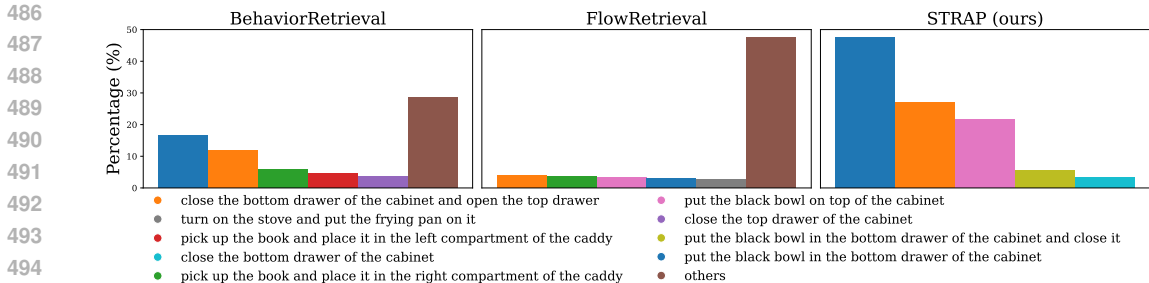 486
487
488
489
490
491
492
493
494
BehaviorRetrieval
FlowRetrieval
STRAP (ours)
Percentage (%)
50
40
30
20
10
0
close the bottom drawer of the cabinet and open the top drawer
turn on the stove and put the frying pan on it
pick up the book and place it in the left compartment of the caddy
close the bottom drawer of the cabinet
pick up the book and place it in the right compartment of the caddy
put the black bowl on top of the cabinet
close the top drawer of the cabinet
put the black bowl in the bottom drawer of the cabinet and close it
put the black bowl in the bottom drawer of the cabinet
others